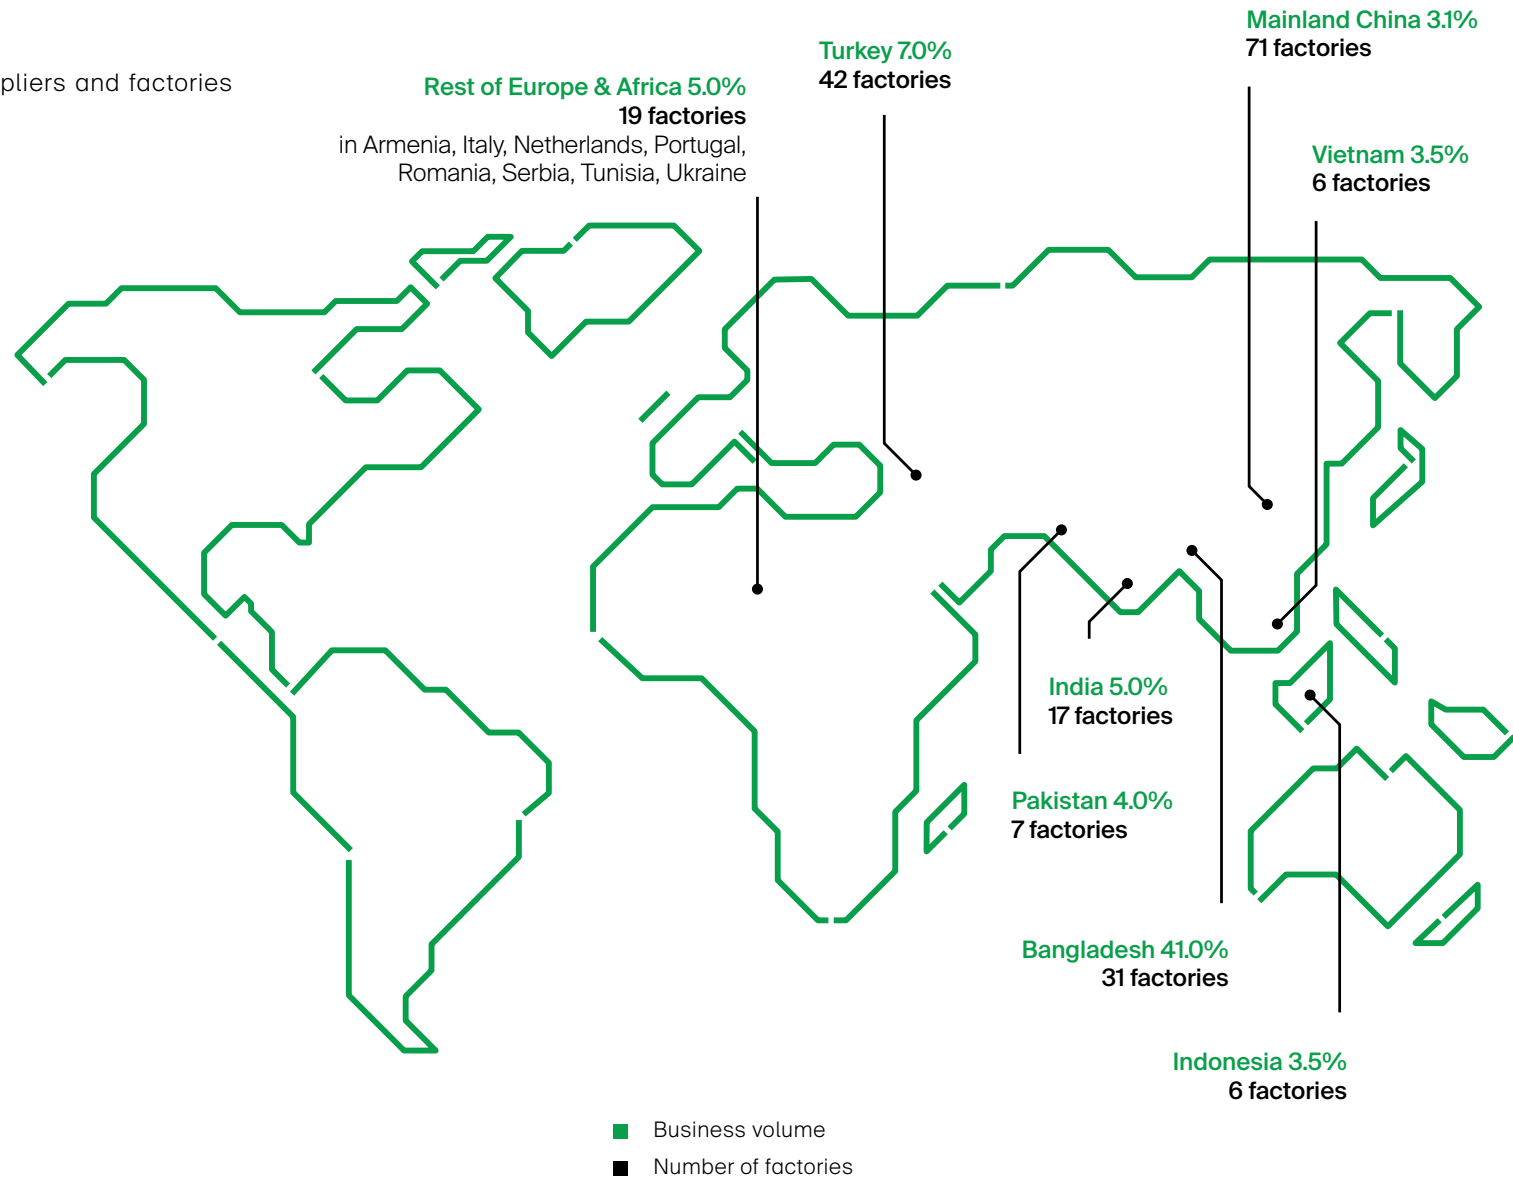 pliers and factories
Rest of Europe & Africa 5.0%
19 factories
in Armenia, Italy, Netherlands, Portugal,
Romania, Serbia, Tunisia, Ukraine
Turkey 7.0%
42 factories
Mainland China 3.1%
71 factories
Vietnam 3.5%
6 factories
India 5.0%
17 factories
Pakistan 4.0%
7 factories
Bangladesh 41.0%
31 factories
Indonesia 3.5%
6 factories
Business volume
Number of factories